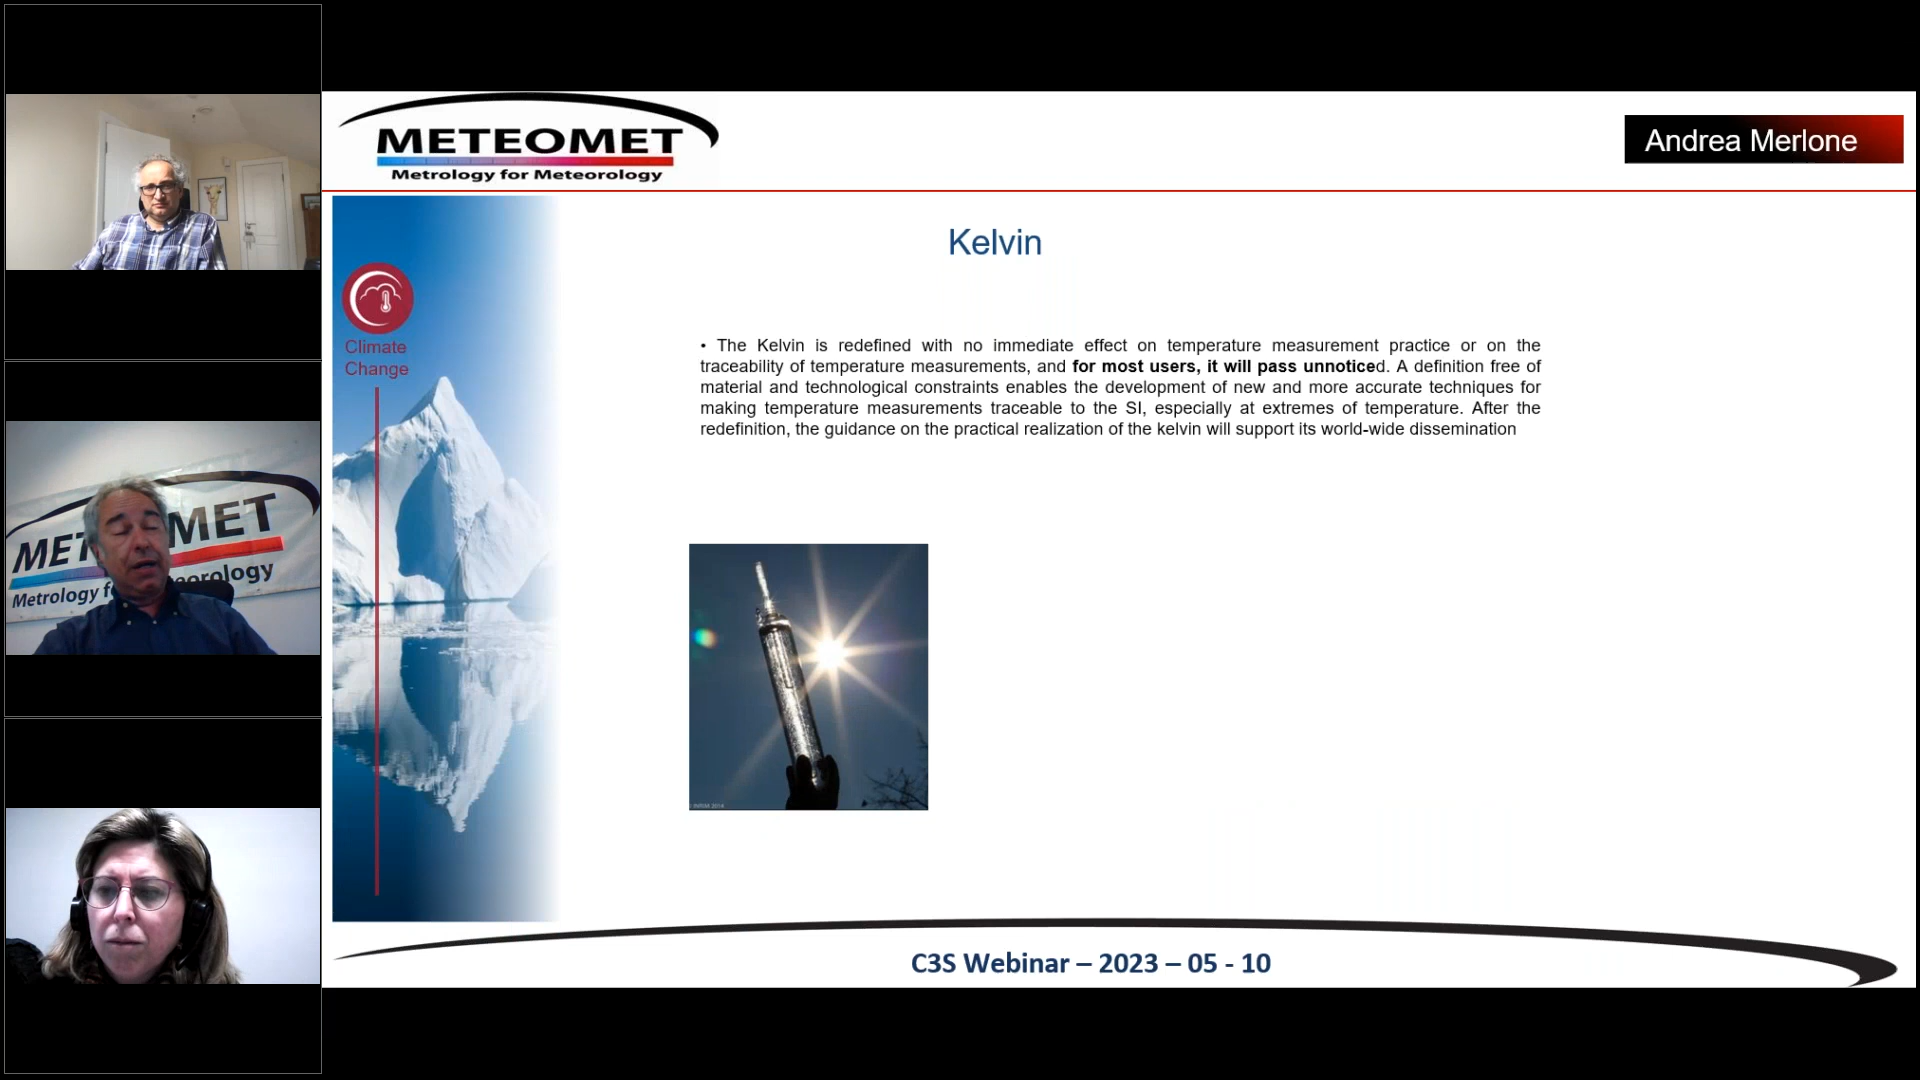 METEOMET
Metrology for Meteorology
Andrea Merlone
Kelvin
Climate
Change
• The Kelvin is redefined with no immediate effect on temperature measurement practice or on the
traceability of temperature measurements, and for most users, it will pass unnoticed. A definition free of
material and technological constraints enables the development of new and more accurate techniques for
making temperature measurements traceable to the SI, especially at extremes of temperature. After the
redefinition, the guidance on the practical realization of the kelvin will support its world-wide dissemination
MET MET
Metrology f eorology
C3S Webinar – 2023 – 05 - 10